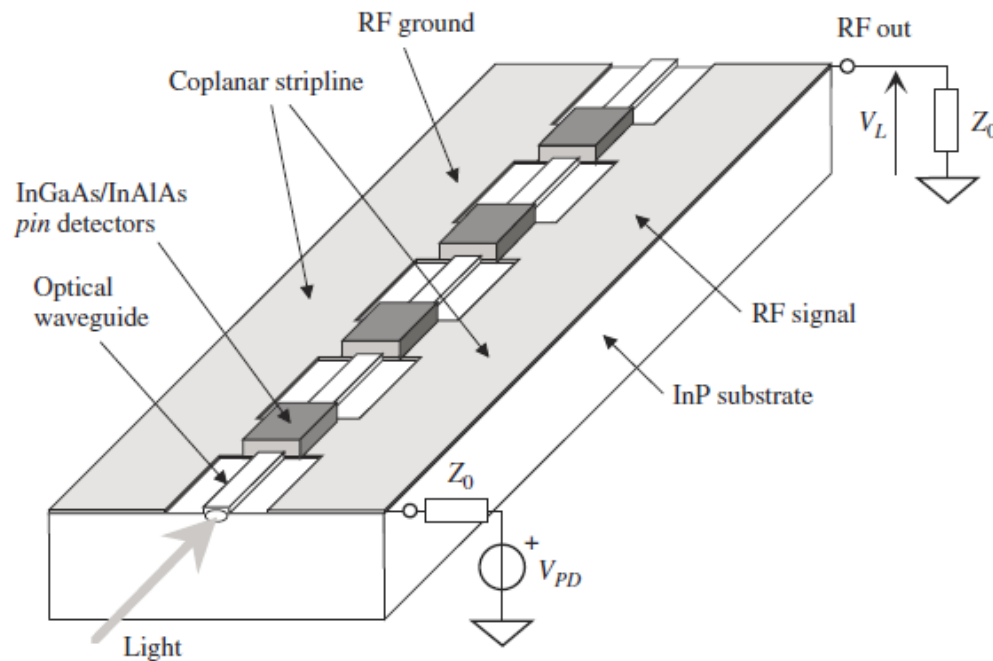 RF ground
RF out
Coplanar stripline
V_L
Z_0
InGaAs/InAlAs
pin detectors
Optical
waveguide
RF signal
InP substrate
Z_0
+
V_PD
Light